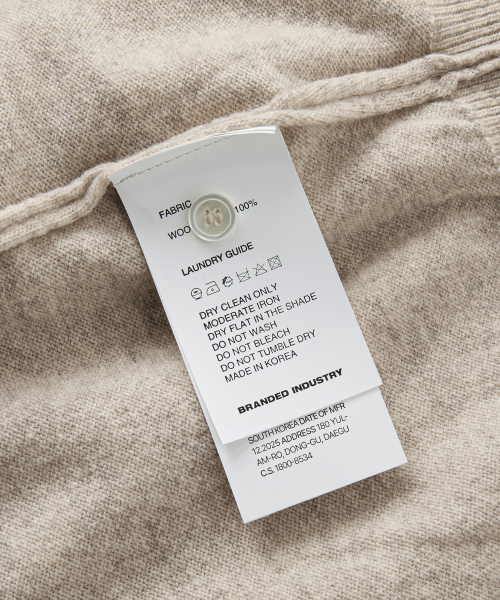 FABRIC
WOO 100%
LAUNDRY GUIDE
DRY CLEAN ONLY
MODERATE IRON
DRY FLAT IN THE SHADE
DO NOT WASH
DO NOT BLEACH
DO NOT TUMBLE DRY
MADE IN KOREA
BRANDED INDUSTRY
SOUTH KOREA DATE OF MFR
12.2025 ADDRESS 180 YUL-
AM-RO, DONG-GU, DAEGU
C.S. 1800-8534